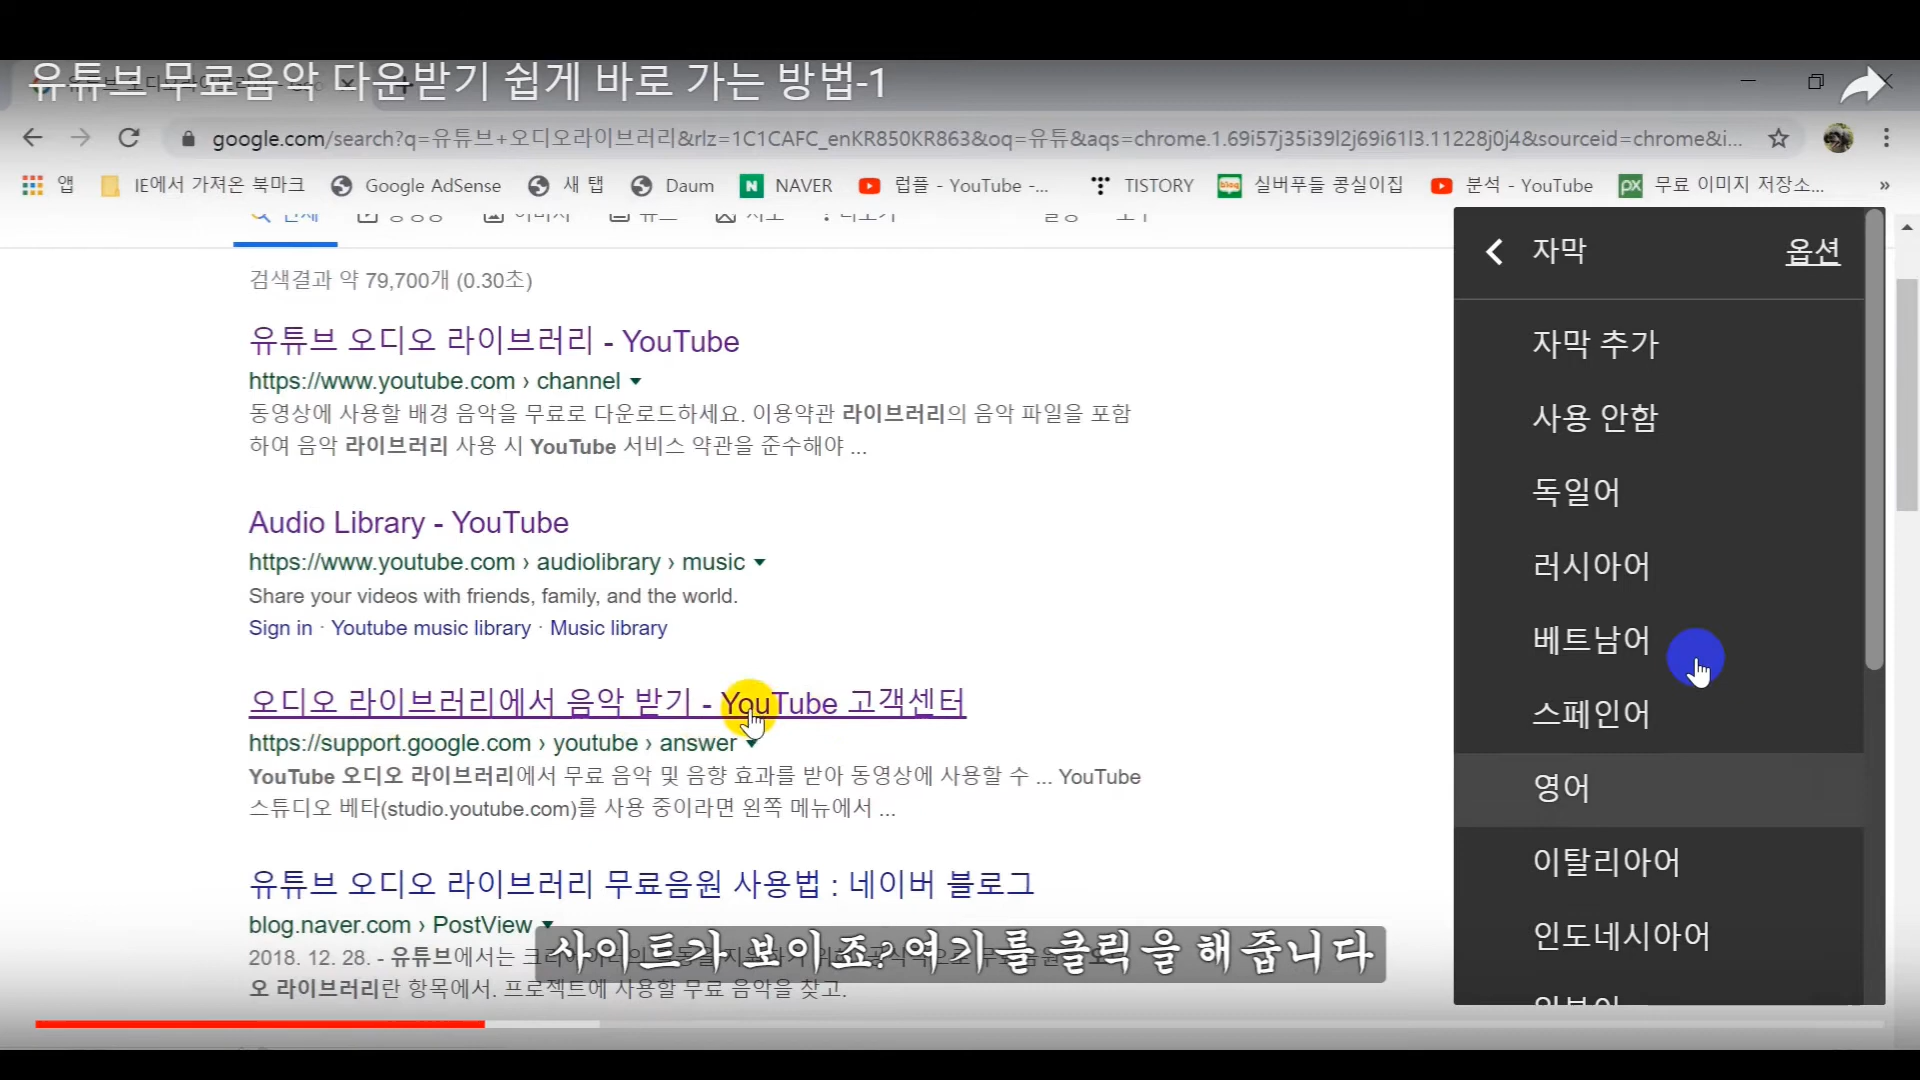 유튜브 무료음악 다운받기 쉽게 바로 가는 방법-1
google.com/search?q=유튜브+오디오라이브러리&rlz=1C1CAFC_enKR850KR863&oq=유튜&aqs=chrome.1.69i57j35i39l2j69i61l3.11228j0j4&sourceid=chrome&i...
앱 IE에서 가져온 북마크 Google AdSense 새 탭 Daum NAVER 럽플 - YouTube -... TISTORY 실버푸들 콩실이집 분석 - YouTube 무료 이미지 저장소... »
검색결과 약 79,700개 (0.30초)
유튜브 오디오 라이브러리 - YouTube
https://www.youtube.com › channel
동영상에 사용할 배경 음악을 무료로 다운로드하세요. 이용약관 라이브러리의 음악 파일을 포함
하여 음악 라이브러리 사용 시 YouTube 서비스 약관을 준수해야 ...
Audio Library - YouTube
https://www.youtube.com › audiolibrary › music
Share your videos with friends, family, and the world.
Sign in · Youtube music library · Music library
오디오 라이브러리에서 음악 받기 - YouTube 고객센터
https://support.google.com › youtube › answer
YouTube 오디오 라이브러리에서 무료 음악 및 음향 효과를 받아 동영상에 사용할 수 ... YouTube
스튜디오 베타(studio.youtube.com)를 사용 중이라면 왼쪽 메뉴에서 ...
유튜브 오디오 라이브러리 무료음원 사용법 : 네이버 블로그
blog.naver.com › PostView
2018. 12. 28. - 유튜브에서는
오 라이브러리란 항목에서. 프로젝트에 사용할 무료 음악을 찾고.
사이트가 보이죠? 여기를 클릭을 해 줍니다
자막 옵션
자막 추가
사용 안함
독일어
러시아어
베트남어
스페인어
영어
이탈리아어
인도네시아어